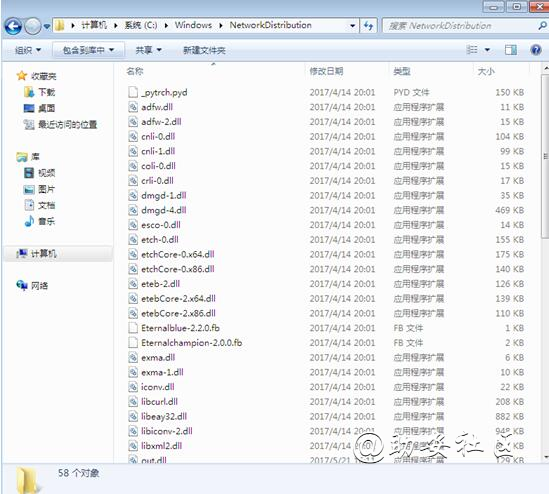 计算机 ▸ 系统 (C:) ▸ Windows ▸ NetworkDistribution
搜索 NetworkDistribution
组织 包含到库中 共享 新建文件夹
收藏夹
下载
桌面
最近访问的位置
库
视频
图片
文档
音乐
计算机
网络
名称 修改日期 类型 大小
_pytrch.pyd 2017/4/14 20:01 PYD 文件 150 KB
adfw.dll 2017/4/14 20:01 应用程序扩展 11 KB
adfw-2.dll 2017/4/14 20:01 应用程序扩展 15 KB
cnli-0.dll 2017/4/14 20:01 应用程序扩展 104 KB
cnli-1.dll 2017/4/14 20:01 应用程序扩展 99 KB
coli-0.dll 2017/4/14 20:01 应用程序扩展 15 KB
crli-0.dll 2017/4/14 20:01 应用程序扩展 17 KB
dmgd-1.dll 2017/4/14 20:01 应用程序扩展 35 KB
dmgd-4.dll 2017/4/14 20:01 应用程序扩展 469 KB
esco-0.dll 2017/4/14 20:01 应用程序扩展 14 KB
etch-0.dll 2017/4/14 20:01 应用程序扩展 155 KB
etchCore-0.x64.dll 2017/4/14 20:01 应用程序扩展 175 KB
etchCore-0.x86.dll 2017/4/14 20:01 应用程序扩展 140 KB
eteb-2.dll 2017/4/14 20:01 应用程序扩展 126 KB
etebCore-2.x64.dll 2017/4/14 20:01 应用程序扩展 139 KB
etebCore-2.x86.dll 2017/4/14 20:01 应用程序扩展 110 KB
Eternalblue-2.2.0.fb 2017/4/14 20:01 FB 文件 1 KB
Eternalchampion-2.0.0.fb 2017/4/14 20:01 FB 文件 2 KB
exma.dll 2017/4/14 20:01 应用程序扩展 6 KB
exma-1.dll 2017/4/14 20:01 应用程序扩展 10 KB
iconv.dll 2017/4/14 20:01 应用程序扩展 22 KB
libcurl.dll 2017/4/14 20:01 应用程序扩展 208 KB
libeay32.dll 2017/4/14 20:01 应用程序扩展 882 KB
libiconv-2.dll 2017/4/14 20:01 应用程序扩展 948 KB
libxml2.dll 2017/4/14 20:01 KB
out.dll 129 KB
58 个对象